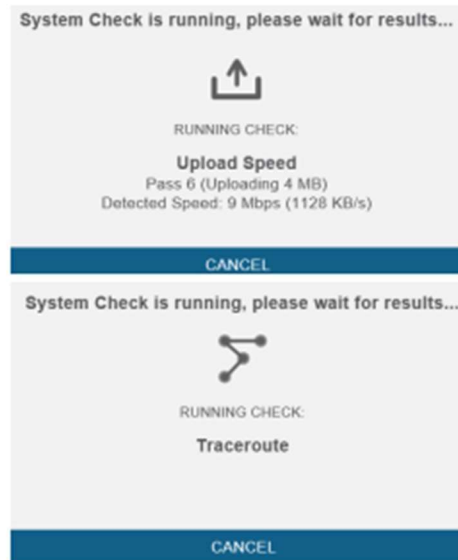 System Check is running, please wait for results...
RUNNING CHECK:
Upload Speed
Pass 6 (Uploading 4 MB)
Detected Speed: 9 Mbps (1128 KB/s)
CANCEL
System Check is running, please wait for results...
RUNNING CHECK:
Traceroute
CANCEL